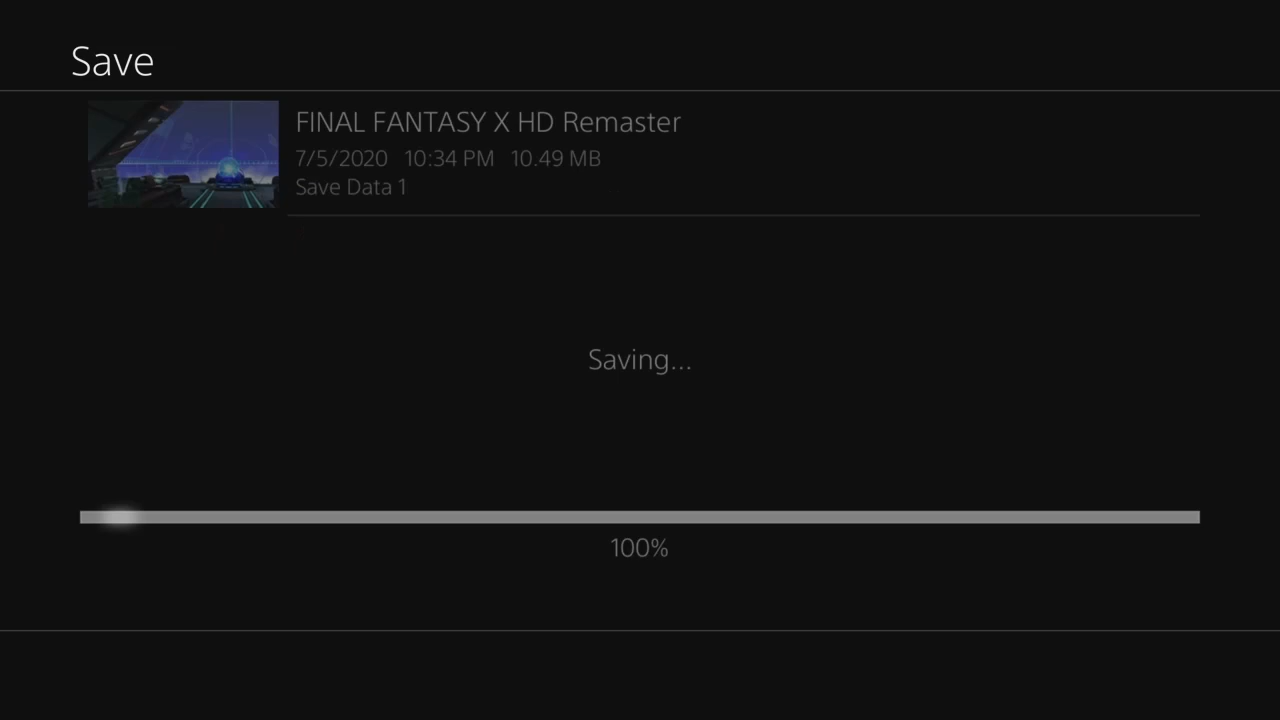 Save
FINAL FANTASY X HD Remaster
7/5/2020 10:34 PM 10.49 MB
Save Data 1
Saving...
100%